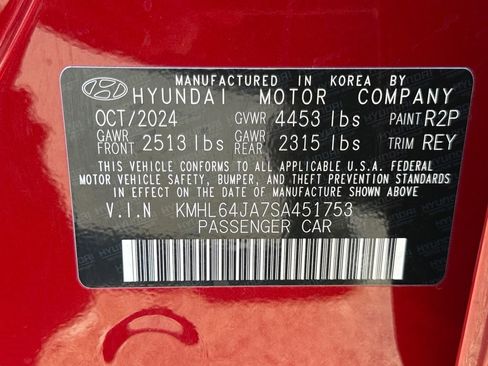 MANUFACTURED IN KOREA BY
HYUNDAI MOTOR COMPANY
OCT/2024 GVWR 4453 lbs PAINT R2P
GAWR FRONT 2513 lbs GAWR REAR 2315 lbs TRIM REY
THIS VEHICLE CONFORMS TO ALL APPLICABLE U.S.A. FEDERAL
MOTOR VEHICLE SAFETY, BUMPER, AND THEFT PREVENTION STANDARDS
IN EFFECT ON THE DATE OF MANUFACTURE SHOWN ABOVE
V.I.N KMHL64JA7SA451753
PASSENGER CAR